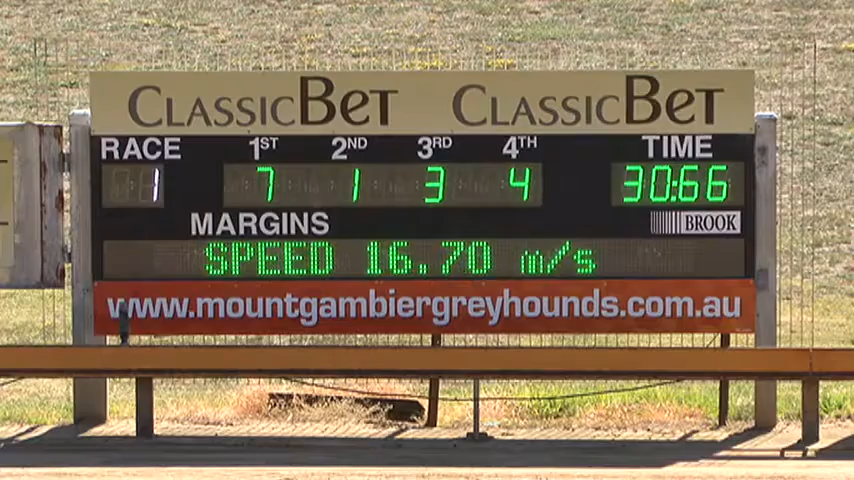 CLASSICBET CLASSICBET
RACE 1ST 2ND 3RD 4TH TIME
1 7 1 3 4 30:66
MARGINS BROOK
SPEED 16.70 m/s
www.mountgambiergreyhounds.com.au